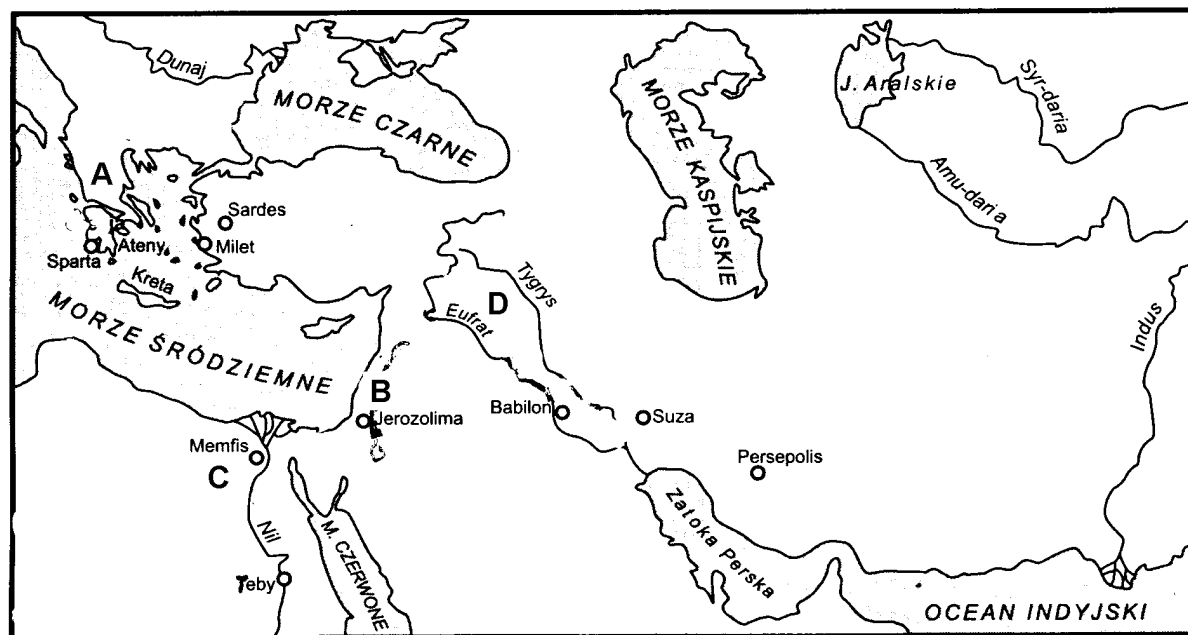 Dunaj
MORZE CZARNE
MORZE KASPIJSKIE
J. Aralskie
Syr-daria
Amu-daria
A
Sardes
Ateny
Milet
Sparta
Kreta
Tygrys
D
Eufrat
Indus
MORZE ŚRÓDZIEMNE
B
Jerozolima
Babilon
Suza
Memfis
C
Persepolis
Nil
M. CZERWONE
Zatoka Perska
Teby
OCEAN INDYJSKI